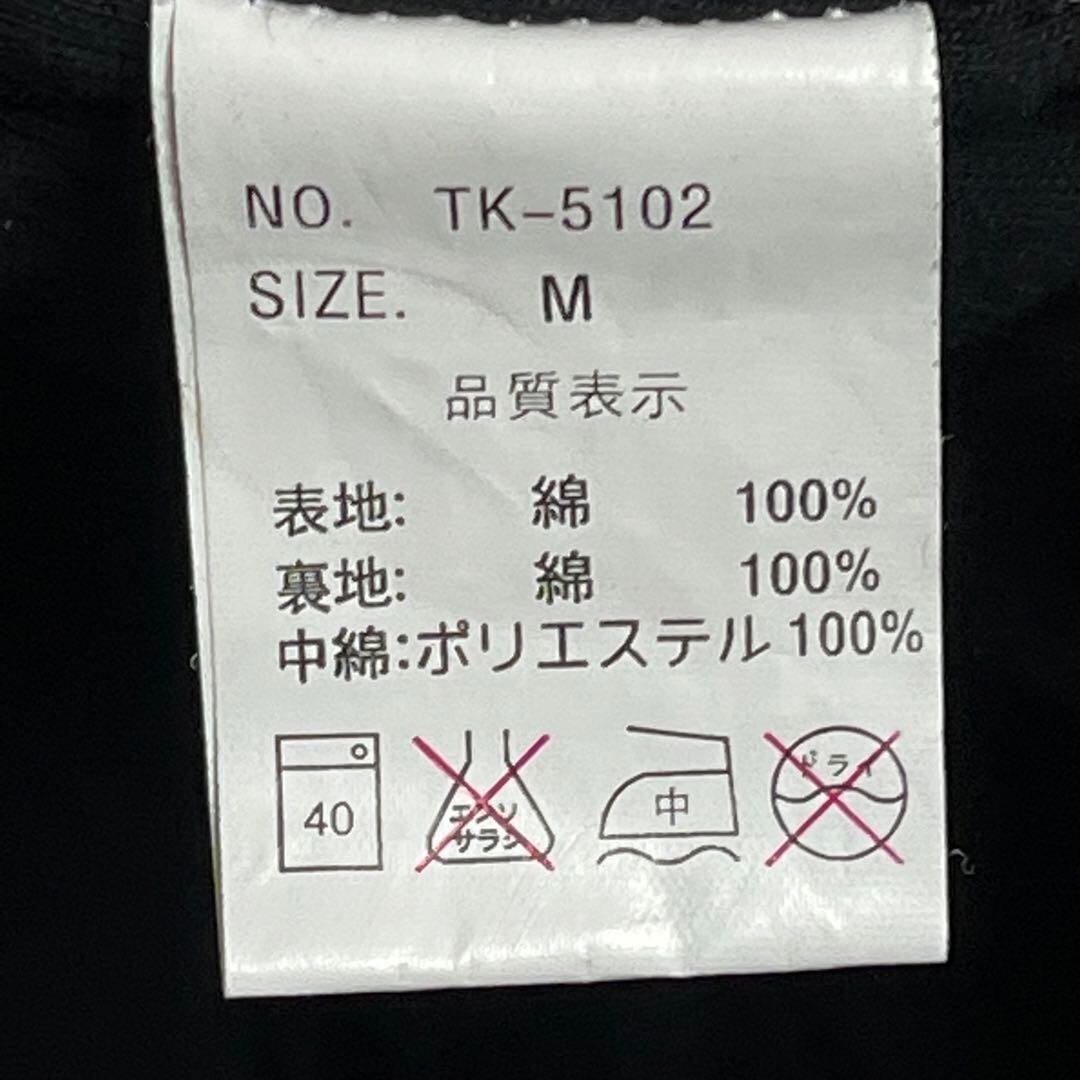 NO. TK-5102
SIZE. M
品質表示
表地: 綿 100%
裏地: 綿 100%
中綿:ポリエステル 100%
40
エンソ
サラシ
中
ドライ